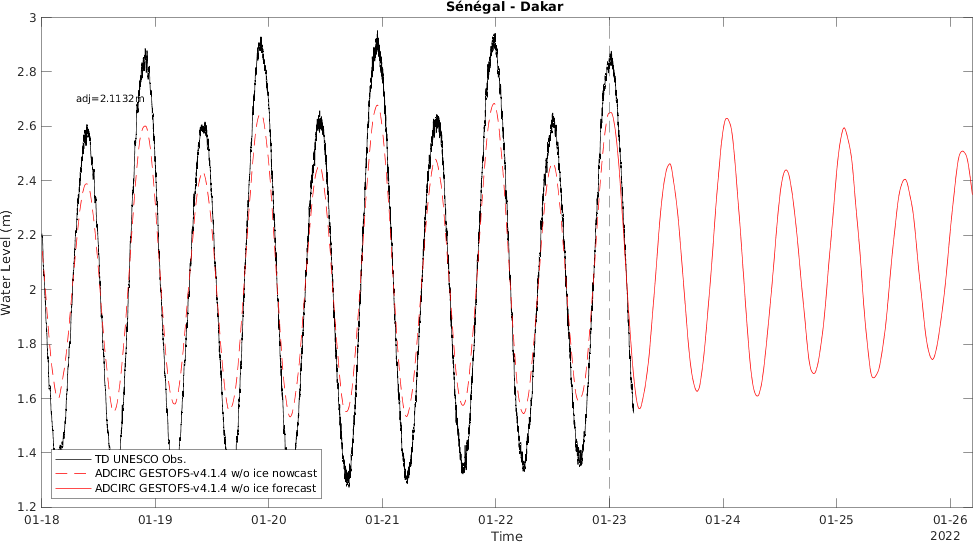 Sénégal - Dakar
3
2.8
adj=2.1132m
2.6
2.4
2.2
2
1.8
1.6
1.4
1.2
Water Level (m)
TD UNESCO Obs.
ADCIRC GESTOFS-v4.1.4 w/o ice nowcast
ADCIRC GESTOFS-v4.1.4 w/o ice forecast
01-18 01-19 01-20 01-21 01-22 01-23 01-24 01-25 01-26
Time 2022